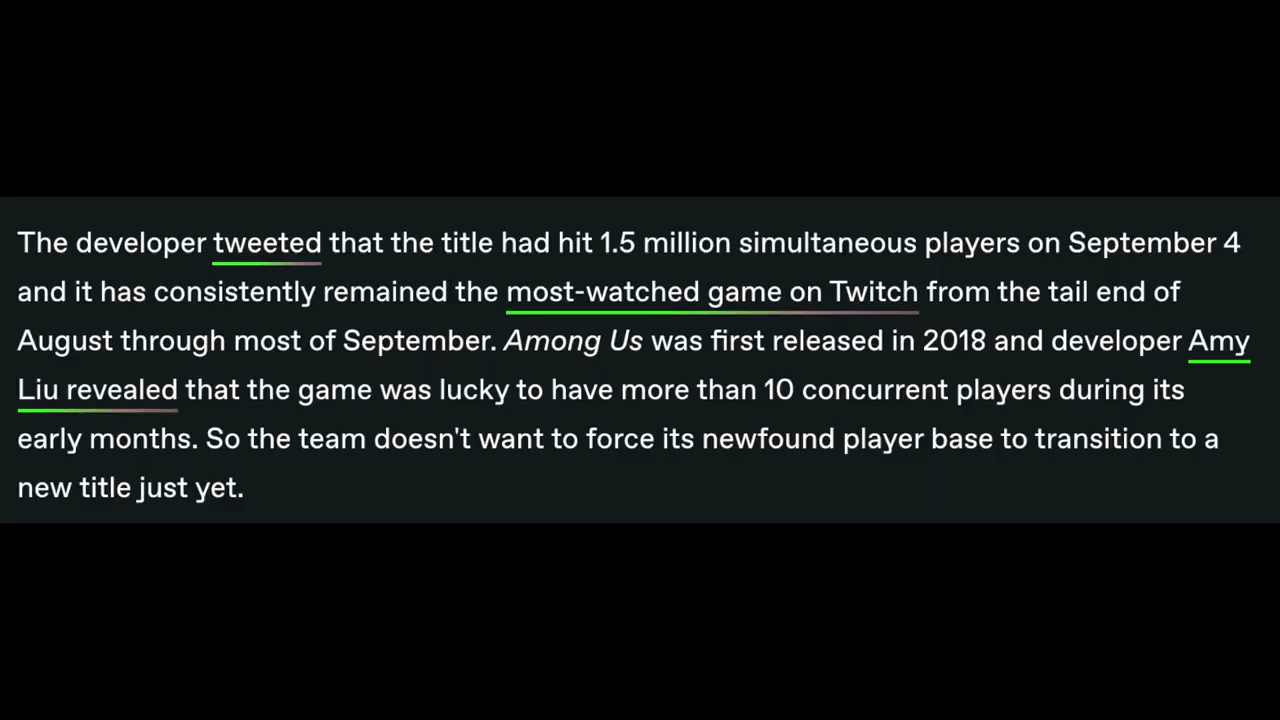 The developer tweeted that the title had hit 1.5 million simultaneous players on September 4
and it has consistently remained the most-watched game on Twitch from the tail end of
August through most of September. Among Us was first released in 2018 and developer Amy
Liu revealed that the game was lucky to have more than 10 concurrent players during its
early months. So the team doesn't want to force its newfound player base to transition to a
new title just yet.